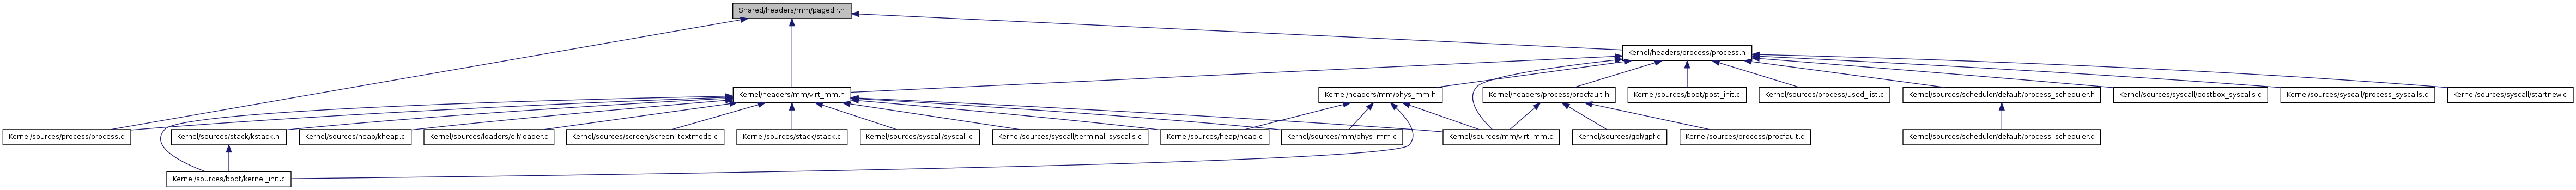 Shared/headers/mm/pagedir.h
Kernel/headers/process/process.h
Kernel/headers/mm/virt_mm.h
Kernel/headers/mm/phys_mm.h
Kernel/headers/process/procfault.h
Kernel/sources/boot/post_init.c
Kernel/sources/process/used_list.c
Kernel/sources/scheduler/default/process_scheduler.h
Kernel/sources/syscall/postbox_syscalls.c
Kernel/sources/syscall/process_syscalls.c
Kernel/sources/syscall/startnew.c
Kernel/sources/process/process.c
Kernel/sources/stack/kstack.h
Kernel/sources/heap/kheap.c
Kernel/sources/loaders/elf/loader.c
Kernel/sources/screen/screen_textmode.c
Kernel/sources/stack/stack.c
Kernel/sources/syscall/syscall.c
Kernel/sources/syscall/terminal_syscalls.c
Kernel/sources/heap/heap.c
Kernel/sources/mm/phys_mm.c
Kernel/sources/mm/virt_mm.c
Kernel/sources/gpf/gpf.c
Kernel/sources/process/procfault.c
Kernel/sources/scheduler/default/process_scheduler.c
Kernel/sources/boot/kernel_init.c